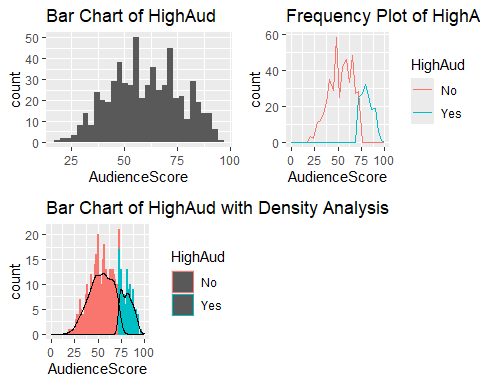 Bar Chart of HighAud
50
40
30
20
10
0
count
25 50 75 100
AudienceScore
Frequency Plot of HighA
60
40
20
0
count
0 25 50 75 100
AudienceScore
HighAud
No
Yes
Bar Chart of HighAud with Density Analysis
20
15
10
5
0
count
0 25 50 75 100
AudienceScore
HighAud
No
Yes